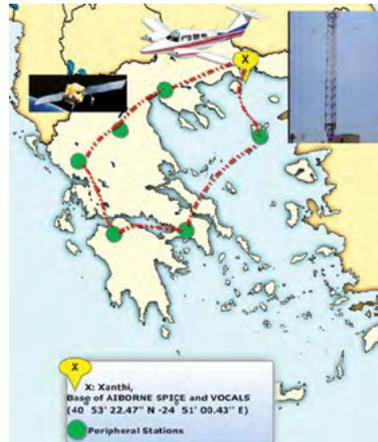 X
X
X: Xanthi,
Base of AIBORNE SPICE and VOCALS
(40° 53' 22.47'' N -24° 51' 00.43'' E)
Peripheral Stations